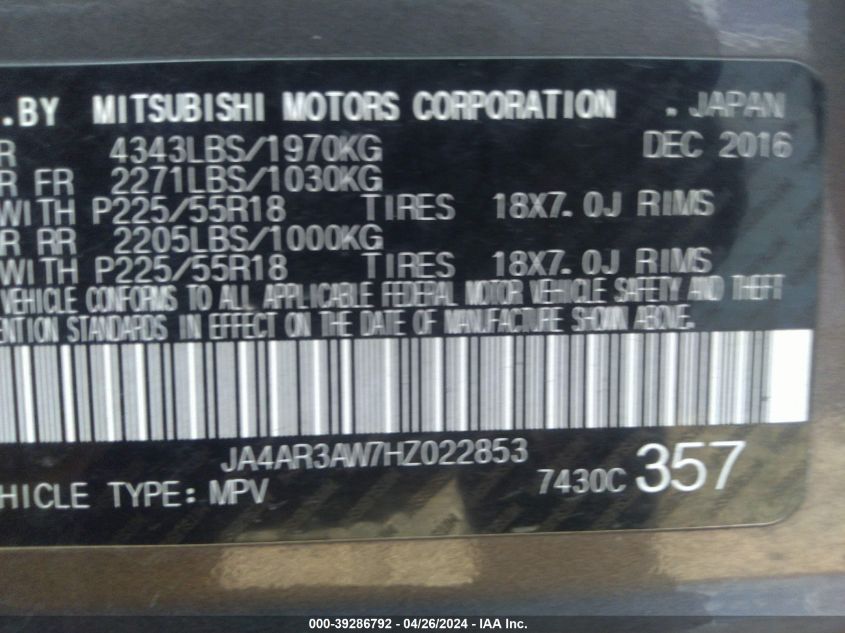 .BY MITSUBISHI MOTORS CORPORATION . JAPAN
R 4343LBS/1970KG DEC 2016
R FR 2271LBS/1030KG
WITH P225/55R18 TIRES 18X7.0J RIMS
R RR 2205LBS/1000KG
WITH P225/55R18 TIRES 18X7.0J RIMS
VEHICLE CONFORMS TO ALL APPLICABLE FEDERAL MOTOR VEHICLE SAFETY AND THEFT
ENTION STANDARDS IN EFFECT ON THE DATE OF MANUFACTURE SHOWN ABOVE.
JA4AR3AW7HZ022853
HICLE TYPE: MPV 7430C 357
000-39286792 - 04/26/2024 - IAA Inc.